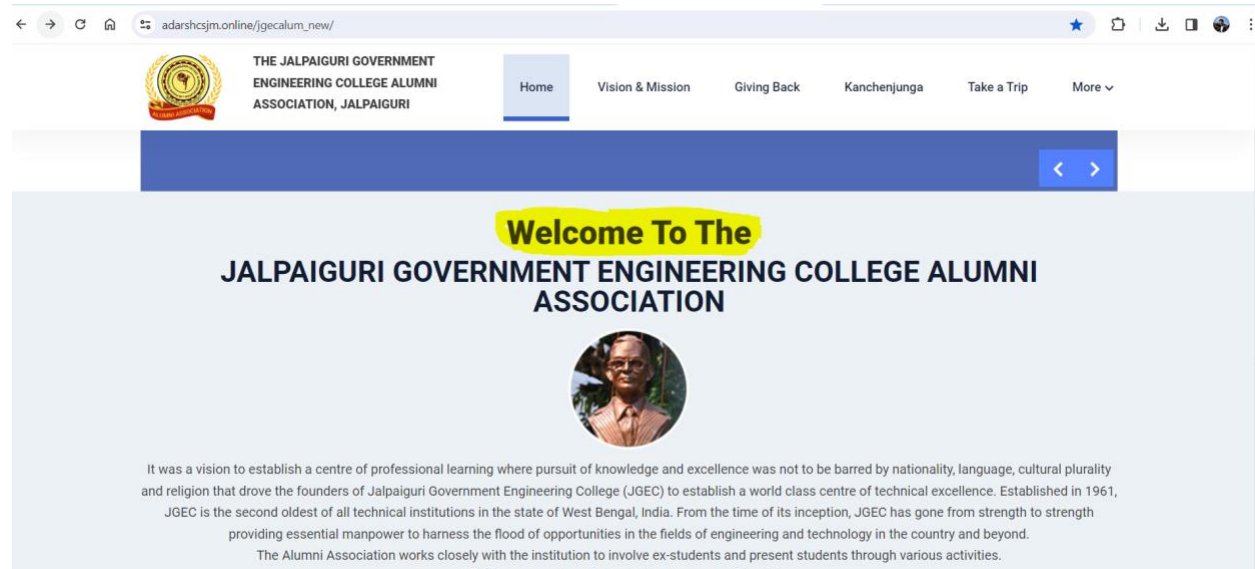 adarshcsjm.online/jgecalum_new/
THE JALPAIGURI GOVERNMENT
ENGINEERING COLLEGE ALUMNI
ASSOCIATION, JALPAIGURI
Home
Vision & Mission
Giving Back
Kanchenjunga
Take a Trip
More
ALUMNI ASSOCIATION
Welcome To The
JALPAIGURI GOVERNMENT ENGINEERING COLLEGE ALUMNI
ASSOCIATION
It was a vision to establish a centre of professional learning where pursuit of knowledge and excellence was not to be barred by nationality, language, cultural plurality
and religion that drove the founders of Jalpaiguri Government Engineering College (JGEC) to establish a world class centre of technical excellence. Established in 1961,
JGEC is the second oldest of all technical institutions in the state of West Bengal, India. From the time of its inception, JGEC has gone from strength to strength
providing essential manpower to harness the flood of opportunities in the fields of engineering and technology in the country and beyond.
The Alumni Association works closely with the institution to involve ex-students and present students through various activities.